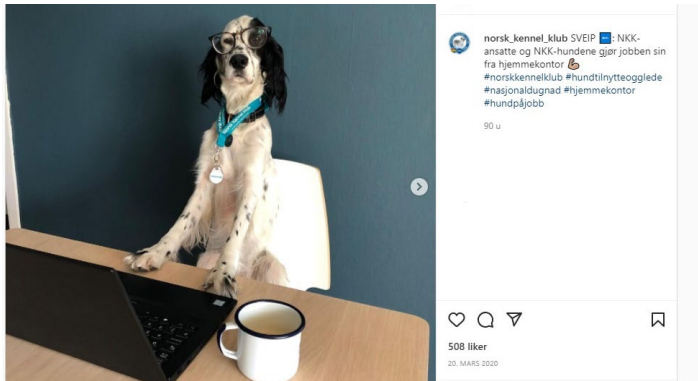 norsk_kennel_klub SVEIP ⬅️: NKK-
ansatte og NKK-hundene gjør jobben sin
fra hjemmekontor 💪🏽
#norskkennelklub #hundtilnytteogglede
#nasjonaldugnad #hjemmekontor
#hundpåjobb
90 u
508 liker
20. MARS 2020